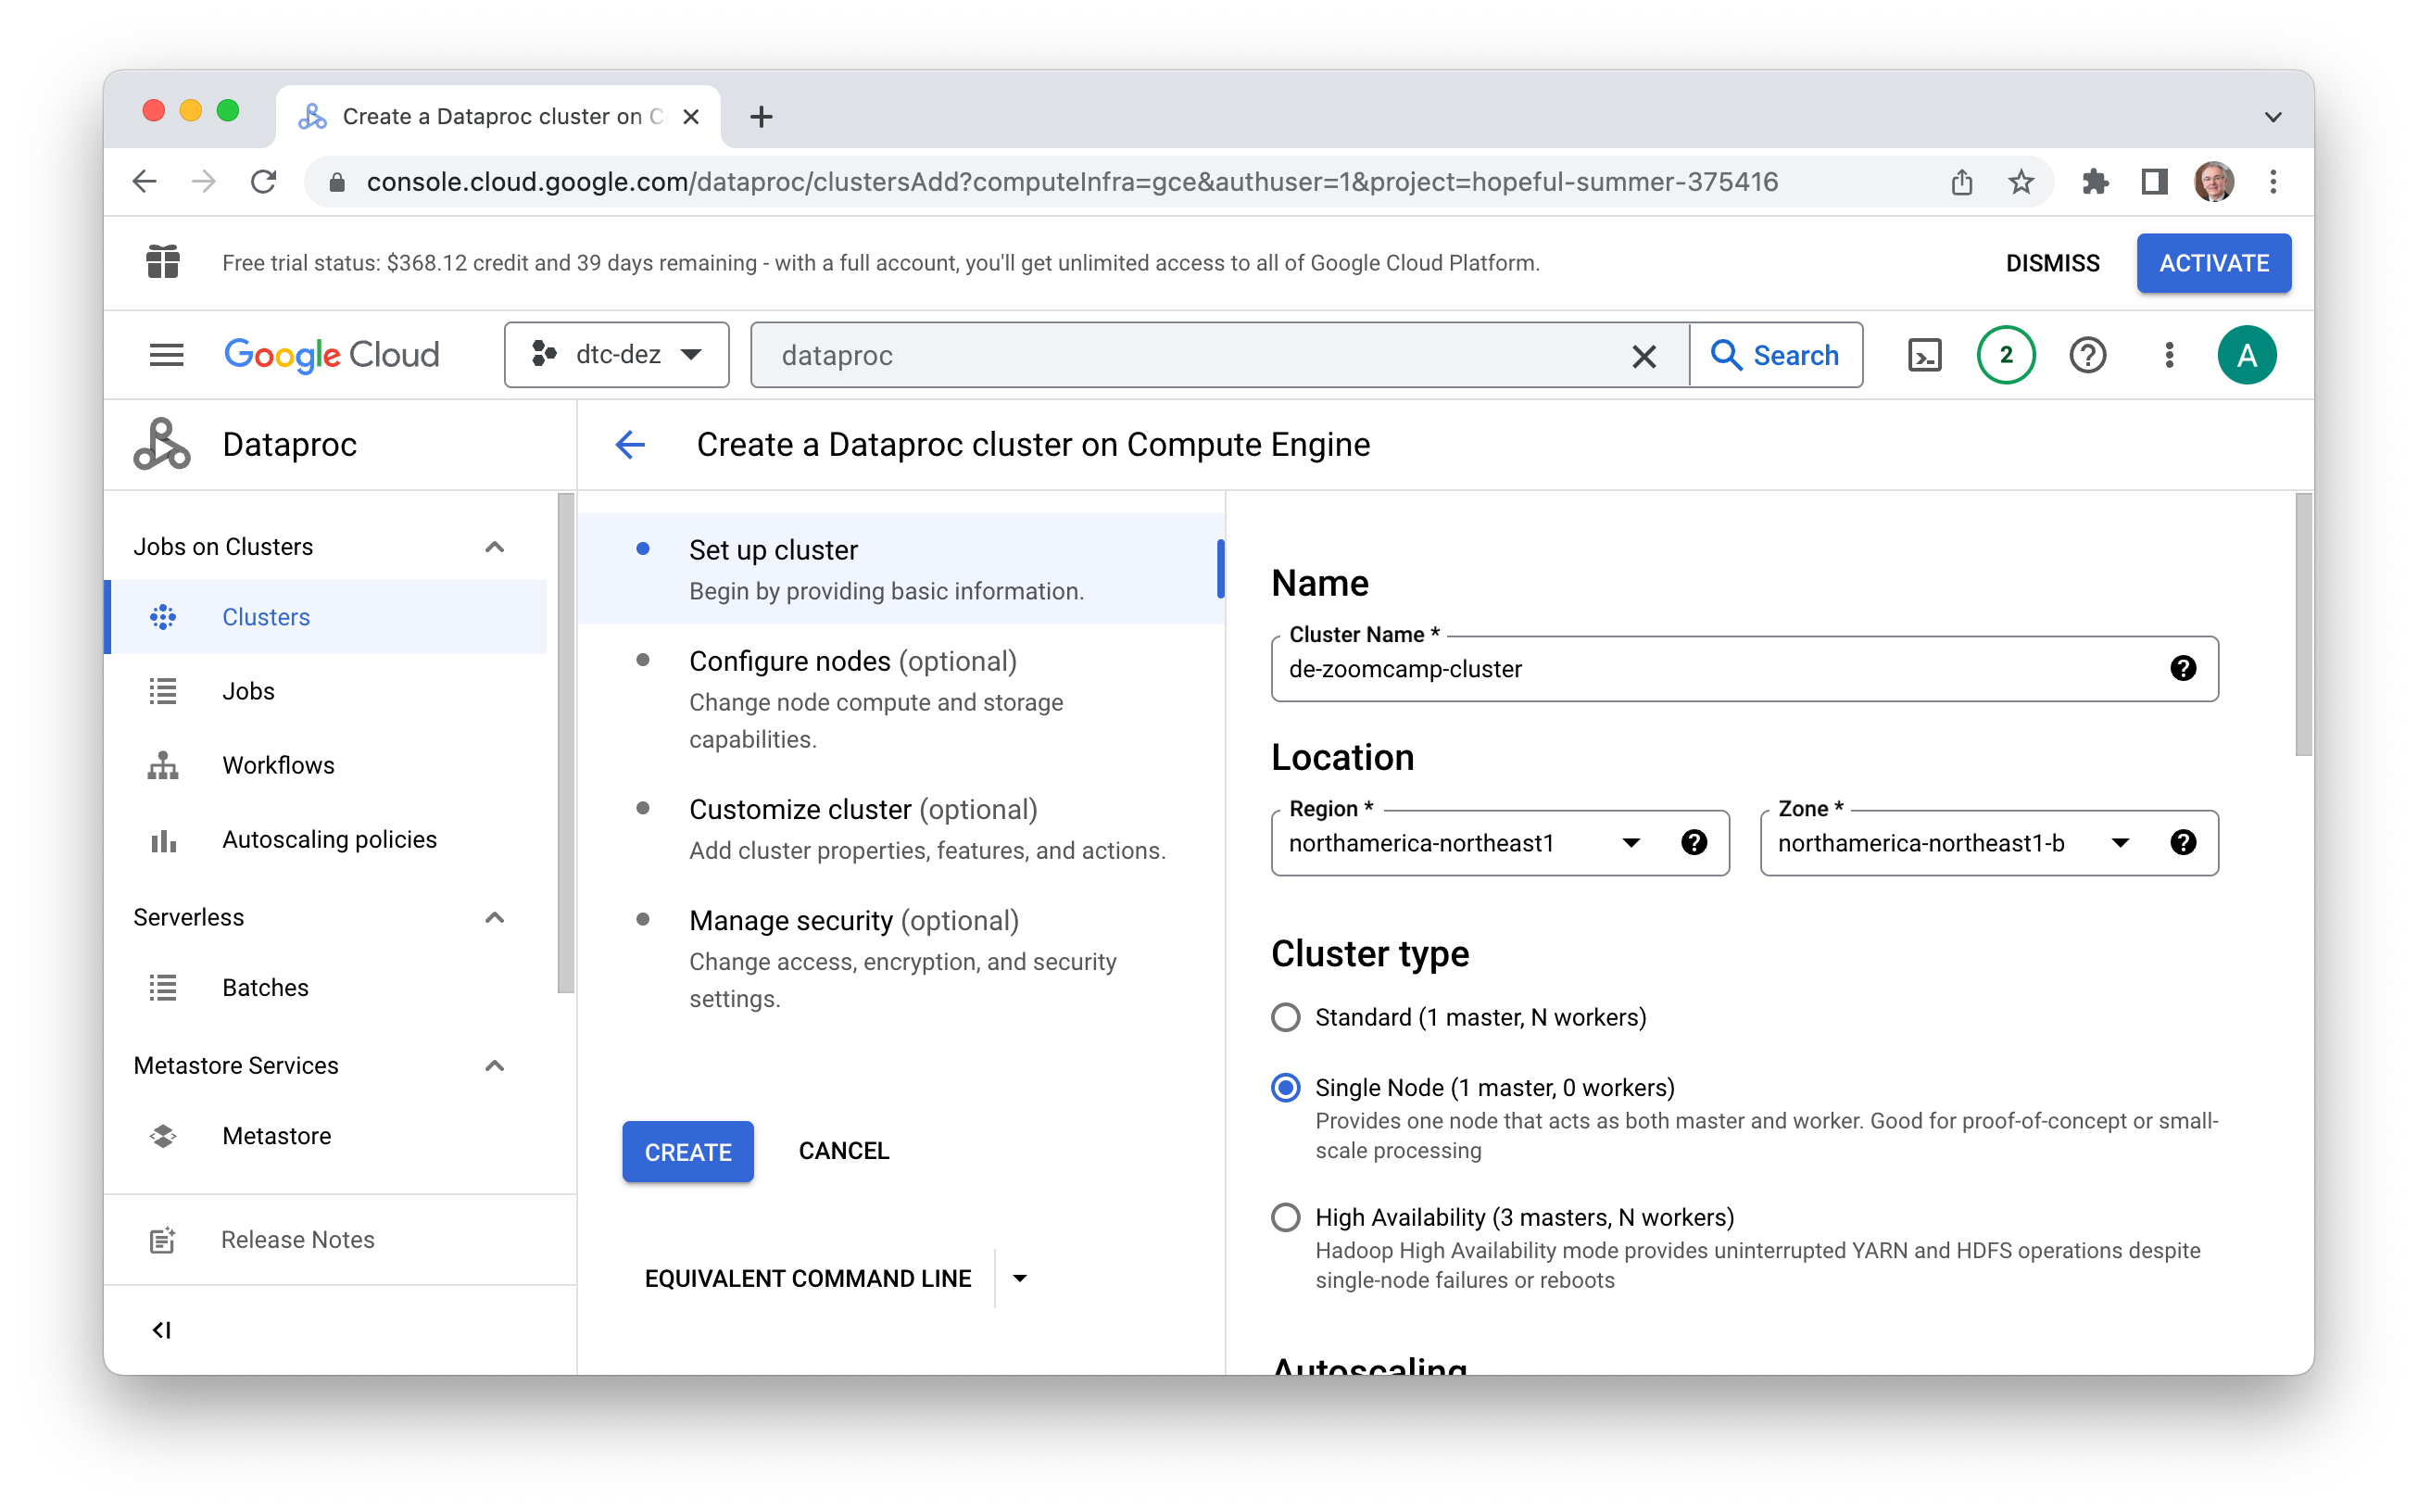 Create a Dataproc cluster on C
console.cloud.google.com/dataproc/clustersAdd?computeInfra=gce&authuser=1&project=hopeful-summer-375416
Free trial status: $368.12 credit and 39 days remaining - with a full account, you'll get unlimited access to all of Google Cloud Platform.
DISMISS
ACTIVATE
Google Cloud
dtc-dez
dataproc
Search
2
A
Dataproc
Create a Dataproc cluster on Compute Engine
Jobs on Clusters
Clusters
Jobs
Workflows
Autoscaling policies
Serverless
Batches
Metastore Services
Metastore
Release Notes
Set up cluster
Begin by providing basic information.
Configure nodes (optional)
Change node compute and storage
capabilities.
Customize cluster (optional)
Add cluster properties, features, and actions.
Manage security (optional)
Change access, encryption, and security
settings.
CREATE
CANCEL
EQUIVALENT COMMAND LINE
Name
Cluster Name *
de-zoomcamp-cluster
Location
Region *
northamerica-northeast1
Zone *
northamerica-northeast1-b
Cluster type
Standard (1 master, N workers)
Single Node (1 master, 0 workers)
Provides one node that acts as both master and worker. Good for proof-of-concept or small-
scale processing
High Availability (3 masters, N workers)
Hadoop High Availability mode provides uninterrupted YARN and HDFS operations despite
single-node failures or reboots
Autoscaling